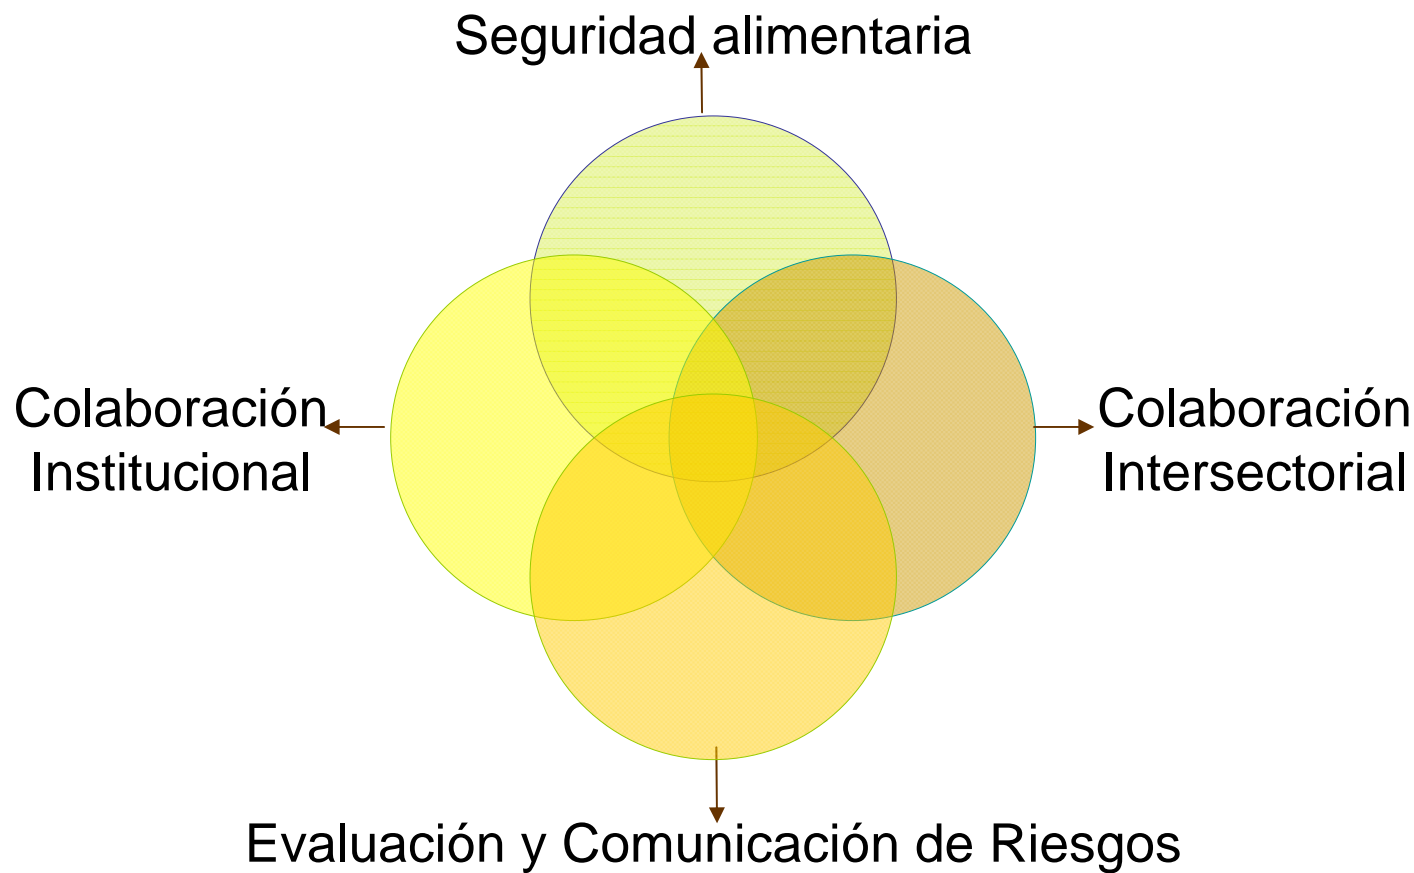 Seguridad alimentaria
Colaboración
Institucional
Colaboración
Intersectorial
Evaluación y Comunicación de Riesgos